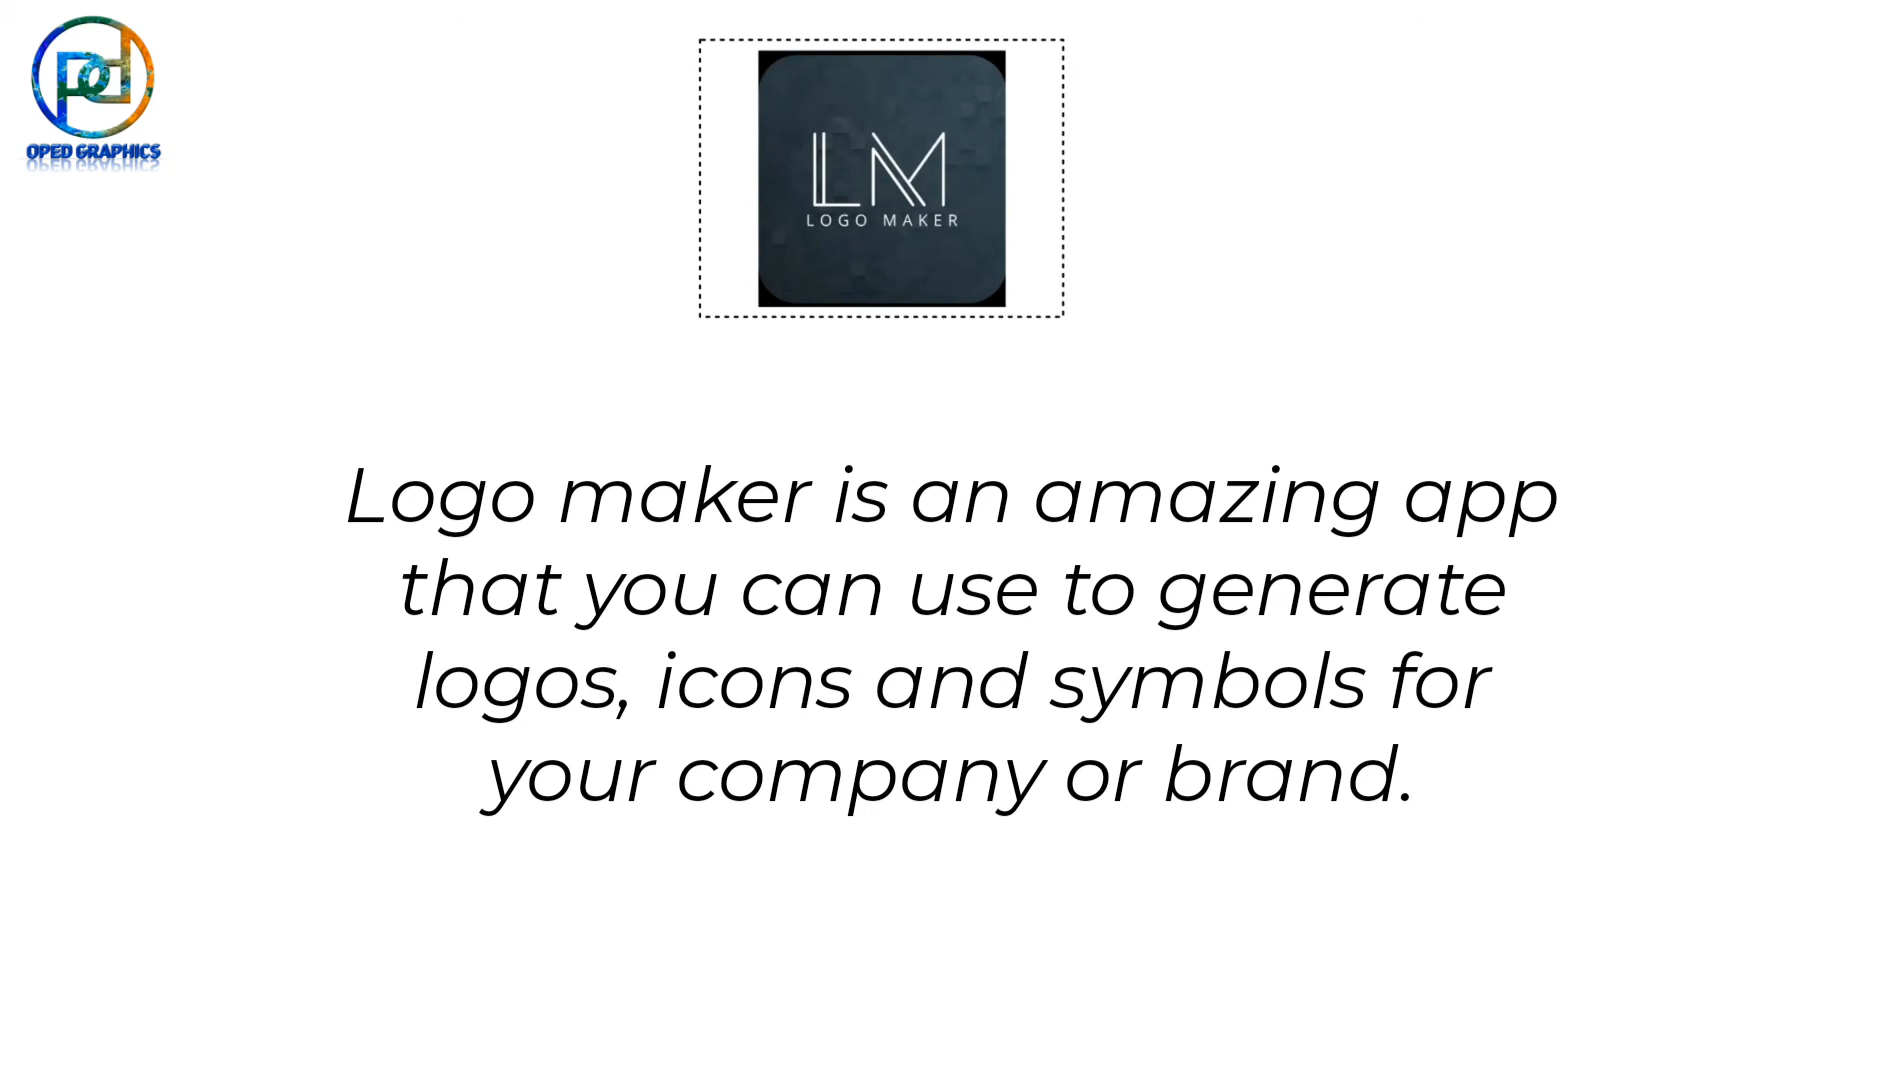 OPED GRAPHICS
LM
LOGO MAKER
Logo maker is an amazing app
that you can use to generate
logos, icons and symbols for
your company or brand.